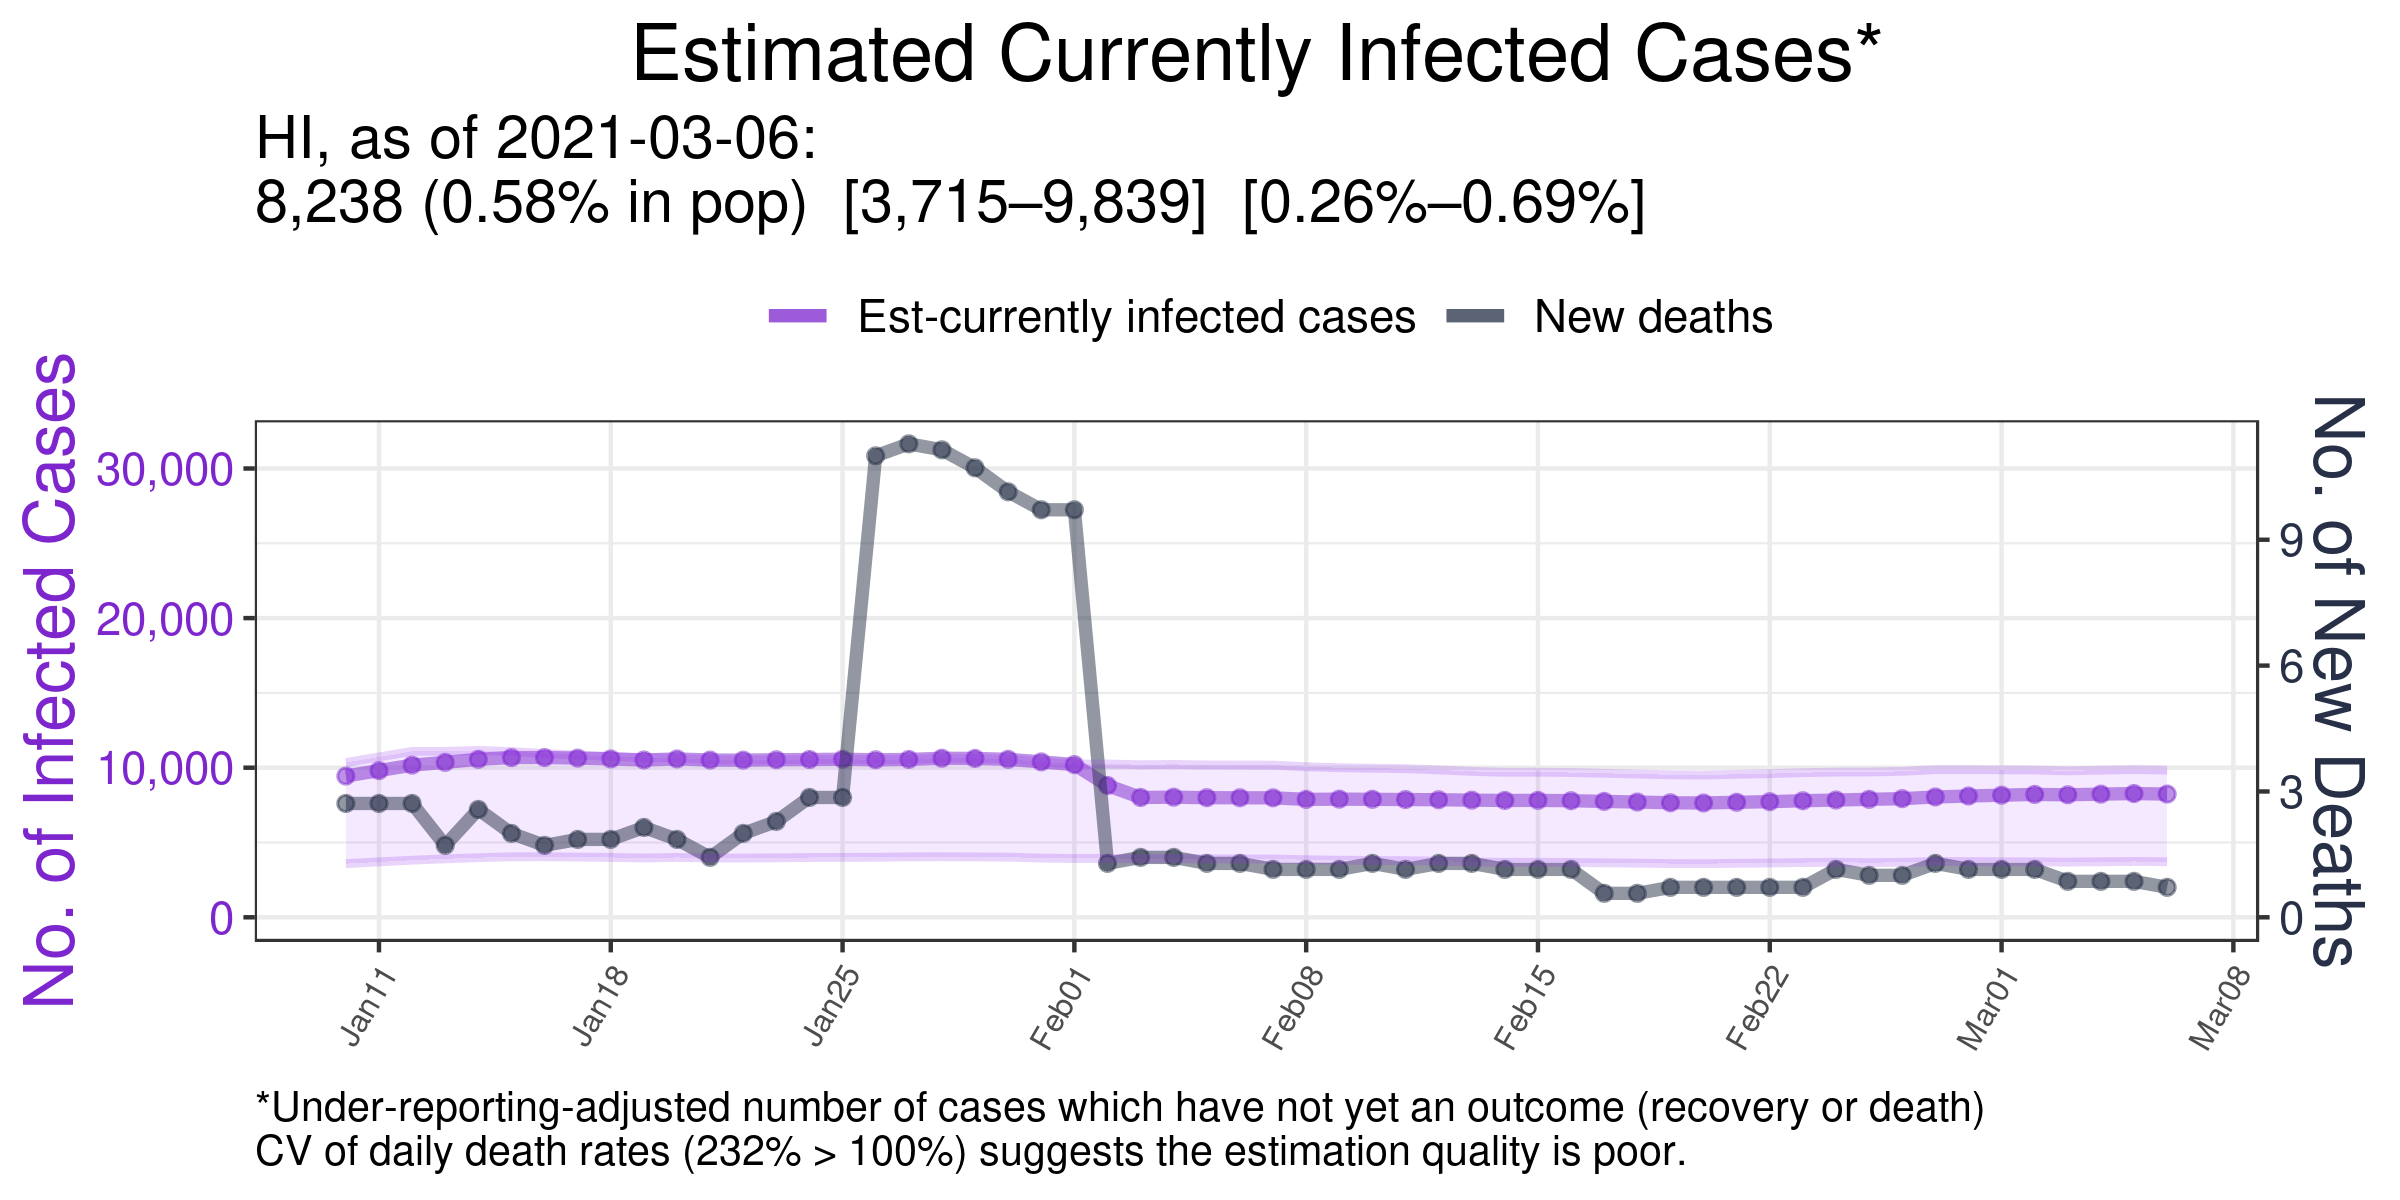 Estimated Currently Infected Cases*
HI, as of 2021-03-06:
8,238 (0.58% in pop)  [3,715–9,839]  [0.26%–0.69%]
Est-currently infected cases
New deaths
No. of Infected Cases
30,000
20,000
10,000
0
9
6
3
0
No. of New Deaths
Jan11
Jan18
Jan25
Feb01
Feb08
Feb15
Feb22
Mar01
Mar08
*Under-reporting-adjusted number of cases which have not yet an outcome (recovery or death)
CV of daily death rates (232% > 100%) suggests the estimation quality is poor.